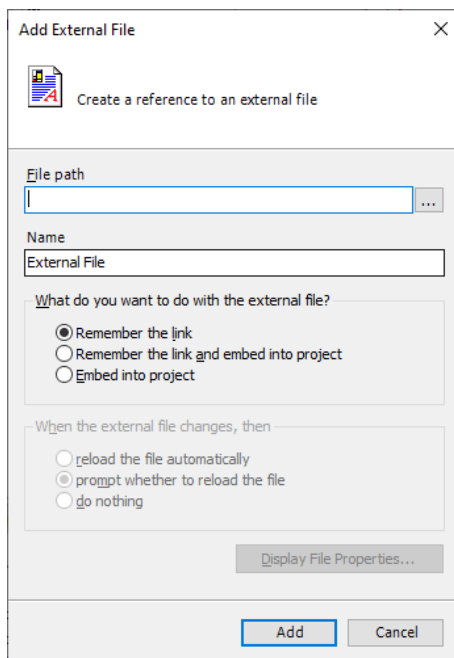 Add External File
Create a reference to an external file
File path
...
Name
External File
What do you want to do with the external file?
Remember the link
Remember the link and embed into project
Embed into project
When the external file changes, then
reload the file automatically
prompt whether to reload the file
do nothing
Display File Properties...
Add
Cancel